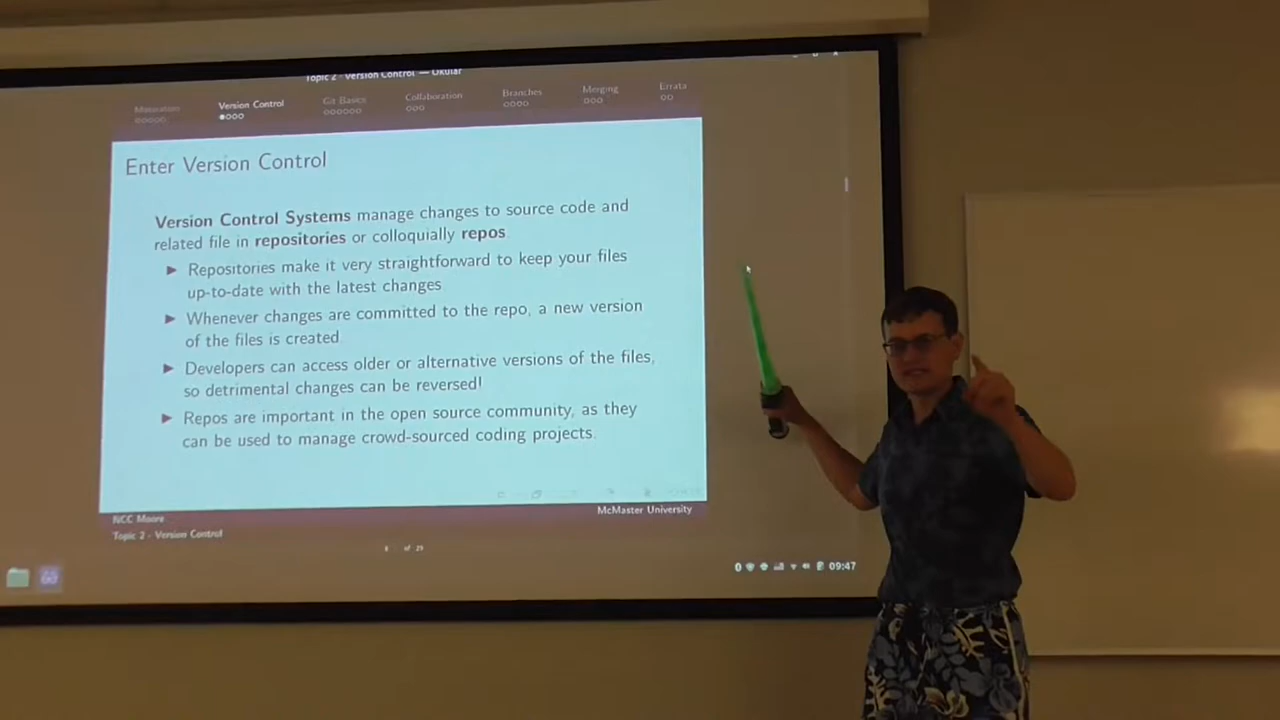 Topic 2 - Version Control — Okular
Motivation Version Control Git Basics Collaboration Branches Merging Errata
Enter Version Control
Version Control Systems manage changes to source code and
related file in repositories or colloquially repos.
Repositories make it very straightforward to keep your files
up-to-date with the latest changes
Whenever changes are committed to the repo, a new version
of the files is created
Developers can access older or alternative versions of the files,
so detrimental changes can be reversed!
Repos are important in the open source community, as they
can be used to manage crowd-sourced coding projects.
NCC Moore McMaster University
Topic 2 - Version Control
of 29
09:47